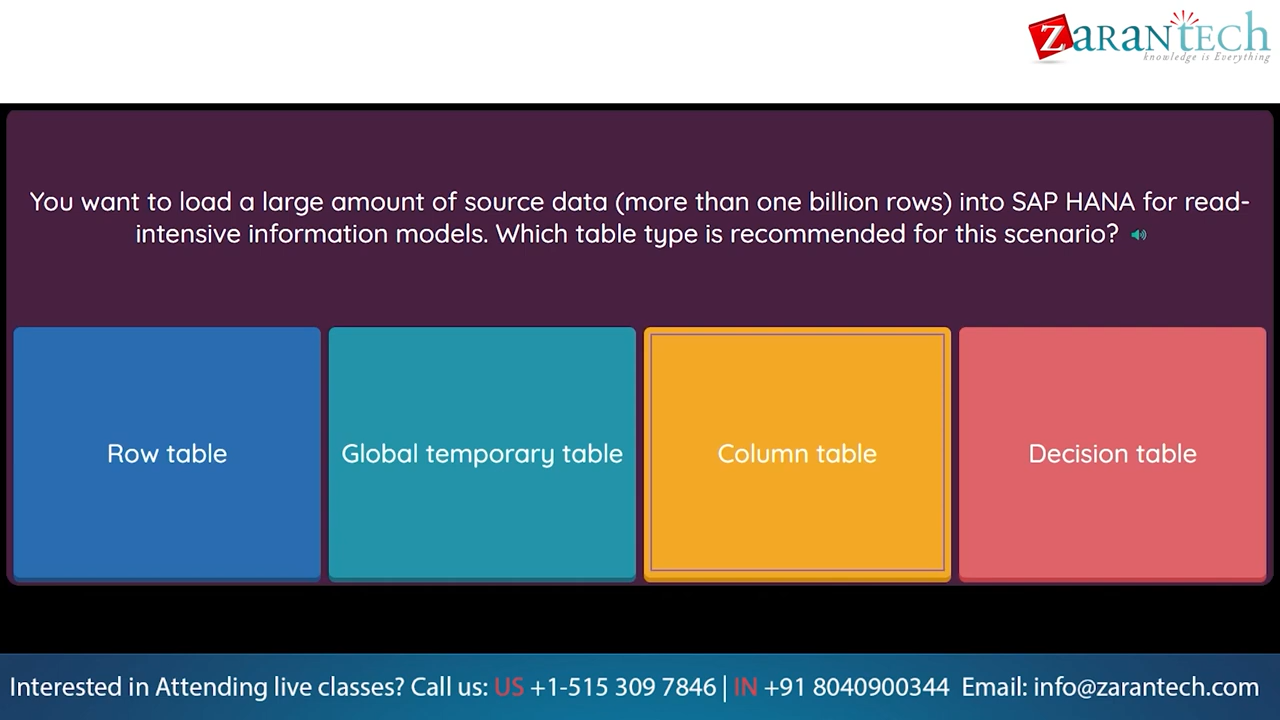 ZARANTECH
knowledge is Everything
You want to load a large amount of source data (more than one billion rows) into SAP HANA for read-
intensive information models. Which table type is recommended for this scenario?
Row table
Global temporary table
Column table
Decision table
Interested in Attending live classes? Call us: US +1-515 309 7846 | IN +91 8040900344 Email: info@zarantech.com